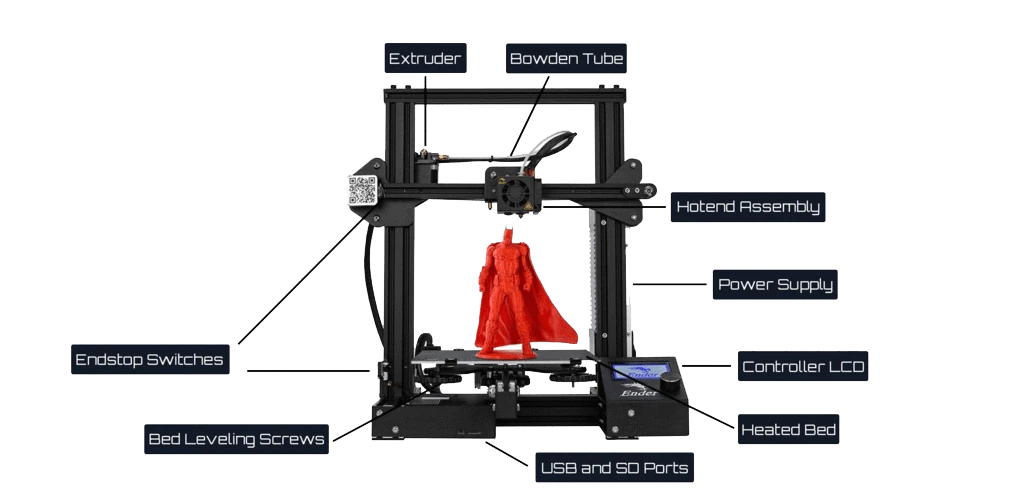 Extruder
Bowden Tube
Hotend Assembly
Power Supply
Endstop Switches
Controller LCD
Ender
Ender
Bed Leveling Screws
Heated Bed
USB and SD Ports